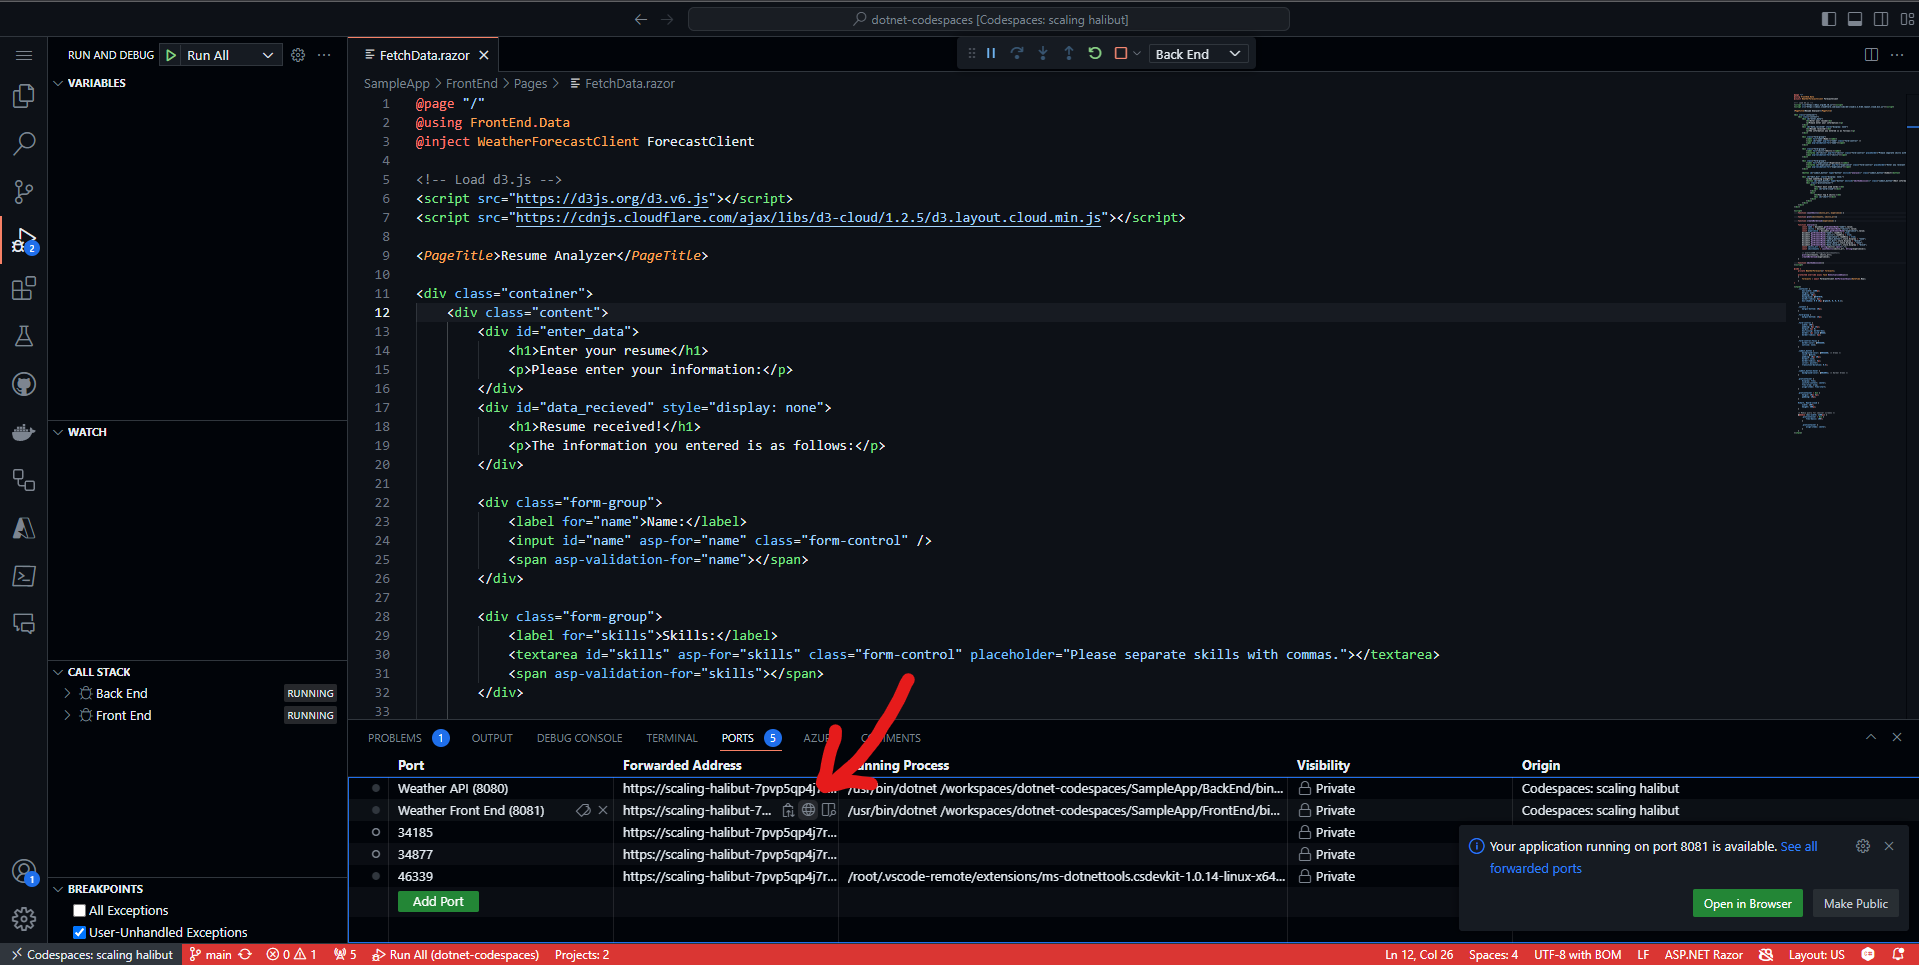 dotnet-codespaces [Codespaces: scaling halibut]
RUN AND DEBUG Run All
FetchData.razor
Back End
VARIABLES
SampleApp > FrontEnd > Pages > FetchData.razor
1 @page "/"
2 @using FrontEnd.Data
3 @inject WeatherForecastClient ForecastClient
4
5 <!-- Load d3.js -->
6 <script src="https://d3js.org/d3.v6.js"></script>
7 <script src="https://cdnjs.cloudflare.com/ajax/libs/d3-cloud/1.2.5/d3.layout.cloud.min.js"></script>
8
9 <PageTitle>Resume Analyzer</PageTitle>
10
11 <div class="container">
12 <div class="content">
13 <div id="enter_data">
14 <h1>Enter your resume</h1>
15 <p>Please enter your information:</p>
16 </div>
17 <div id="data_recieved" style="display: none">
18 <h1>Resume received!</h1>
19 <p>The information you entered is as follows:</p>
20 </div>
21
22 <div class="form-group">
23 <label for="name">Name:</label>
24 <input id="name" asp-for="name" class="form-control" />
25 <span asp-validation-for="name"></span>
26 </div>
27
28 <div class="form-group">
29 <label for="skills">Skills:</label>
30 <textarea id="skills" asp-for="skills" class="form-control" placeholder="Please separate skills with commas."></textarea>
31 <span asp-validation-for="skills"></span>
32 </div>
33
WATCH
CALL STACK
Back End RUNNING
Front End RUNNING
2
1
BREAKPOINTS
All Exceptions
User-Unhandled Exceptions
PROBLEMS 1 OUTPUT DEBUG CONSOLE TERMINAL PORTS 5
Port Forwarded Address Process Visibility Origin
Weather API (8080) https://scaling-halibut-7pvp5qp4j7... /usr/bin/dotnet /workspaces/dotnet-codespaces/SampleApp/BackEnd/bin... Private Codespaces: scaling halibut
Weather Front End (8081) https://scaling-halibut-7... /usr/bin/dotnet /workspaces/dotnet-codespaces/SampleApp/FrontEnd/bi... Private Codespaces: scaling halibut
34185 https://scaling-halibut-7pvp5qp4j7r... Private
34877 https://scaling-halibut-7pvp5qp4j7r... Private
46339 https://scaling-halibut-7pvp5qp4j7r... /root/.vscode-remote/extensions/ms-dotnettools.csdevkit-1.0.14-linux-x64... Private
Add Port
Your application running on port 8081 is available. See all
forwarded ports
Open in Browser Make Public
Codespaces: scaling halibut main 0 1 5 Run All (dotnet-codespaces) Projects: 2 Ln 12, Col 26 Spaces: 4 UTF-8 with BOM LF ASP.NET Razor Layout: US